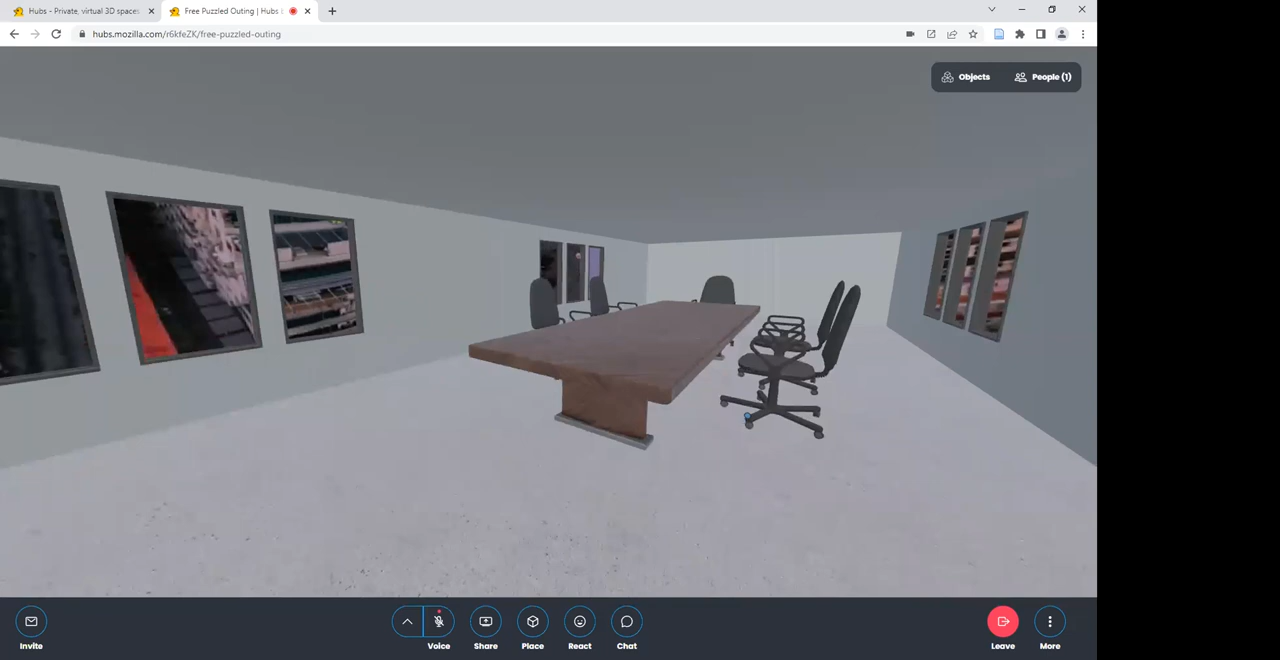 Hubs - Private, virtual 3D spaces
Free Puzzled Outing | Hubs
hubs.mozilla.com/r6kfeZK/free-puzzled-outing
Objects
People (1)
Invite
Voice
Share
Place
React
Chat
Leave
More